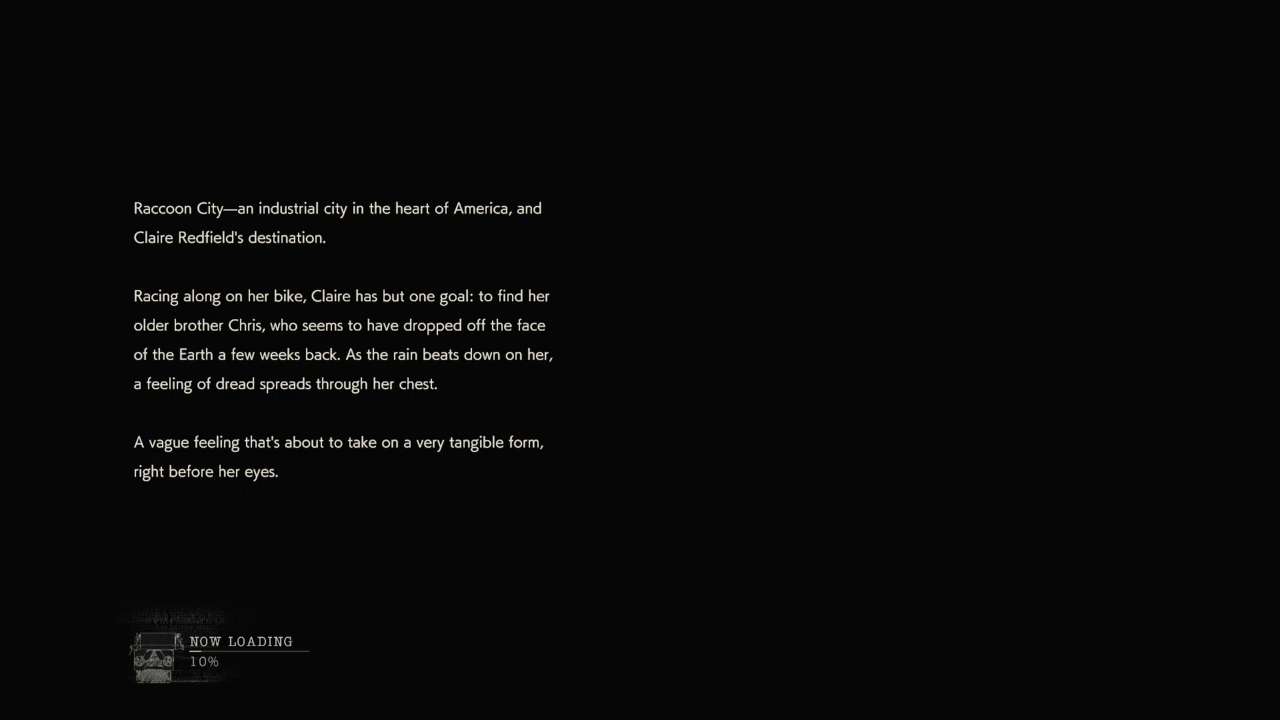 Raccoon City—an industrial city in the heart of America, and
Claire Redfield's destination.
Racing along on her bike, Claire has but one goal: to find her
older brother Chris, who seems to have dropped off the face
of the Earth a few weeks back. As the rain beats down on her,
a feeling of dread spreads through her chest.
A vague feeling that's about to take on a very tangible form,
right before her eyes.
NOW LOADING
10%